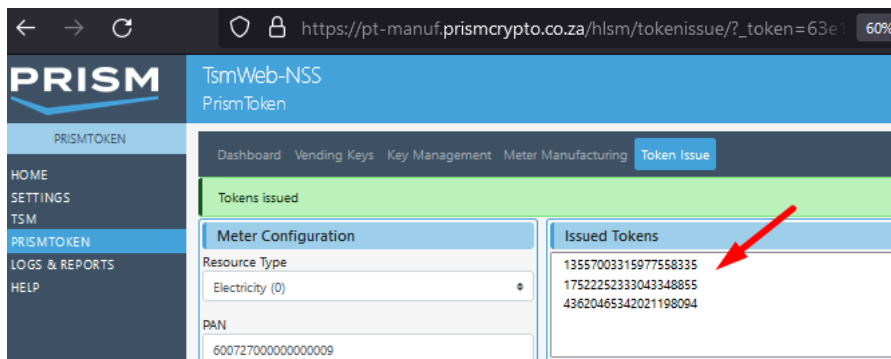 https://pt-manuf.prismcrypto.co.za/hlsm/tokenissue/?_token=63e1
60%
PRISM
TsmWeb-NSS
PrismToken
PRISMTOKEN
HOME
SETTINGS
TSM
PRISMTOKEN
LOGS & REPORTS
HELP
Dashboard Vending Keys Key Management Meter Manufacturing Token Issue
Tokens issued
Meter Configuration
Resource Type
Electricity (0)
PAN
600727000000000009
Issued Tokens
13557003315977558335
17522252333043348855
43620465342021198094